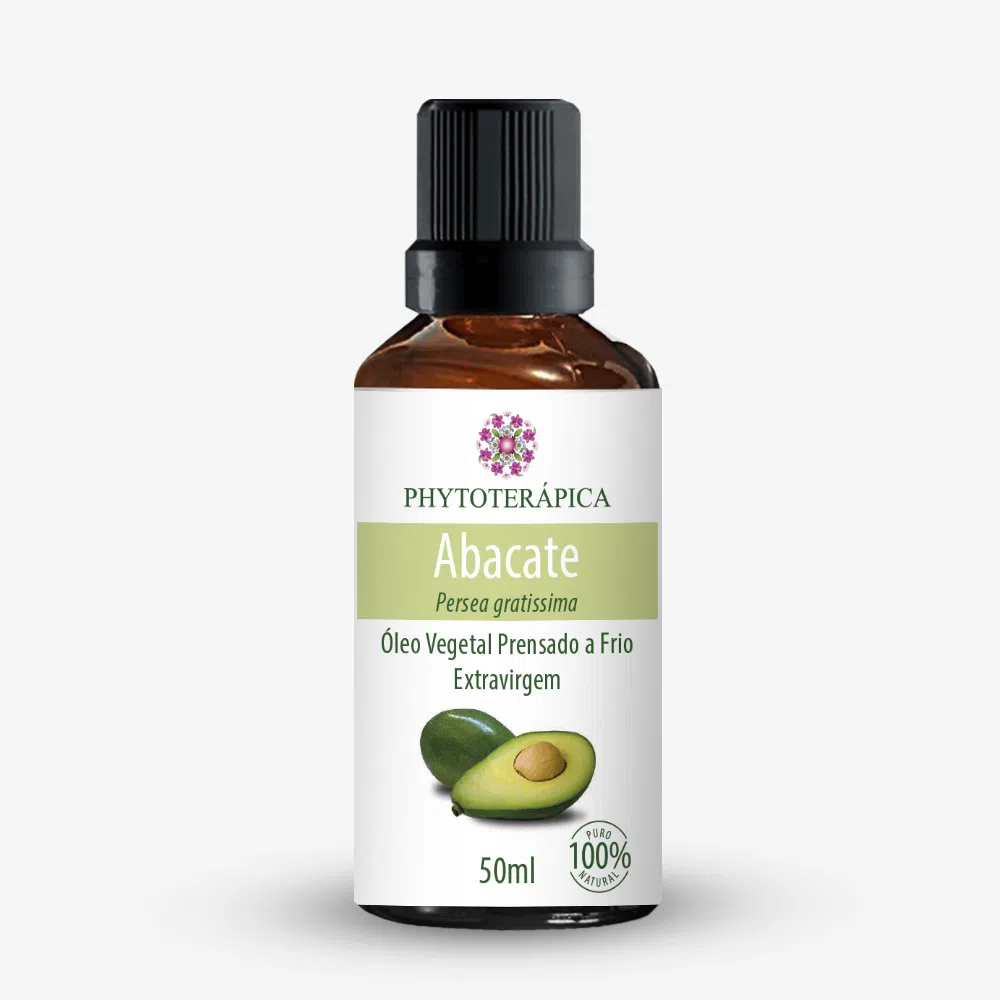 PHYTOTERÁPICA
Abacate
Persea gratissima
Óleo Vegetal Prensado a Frio
Extravirgem
50ml
PURO
100%
NATURAL